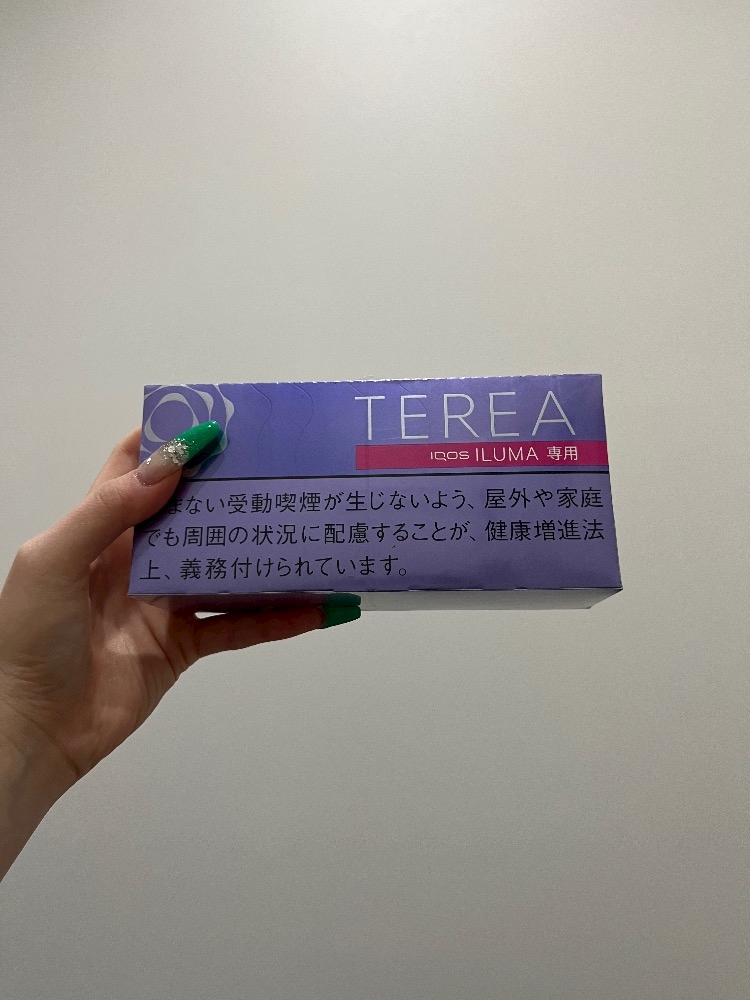 TEREA
IQOS ILUMA 専用
まない受動喫煙が生じないよう、屋外や家庭
でも周囲の状況に配慮することが、健康増進法
上、義務付けられています。